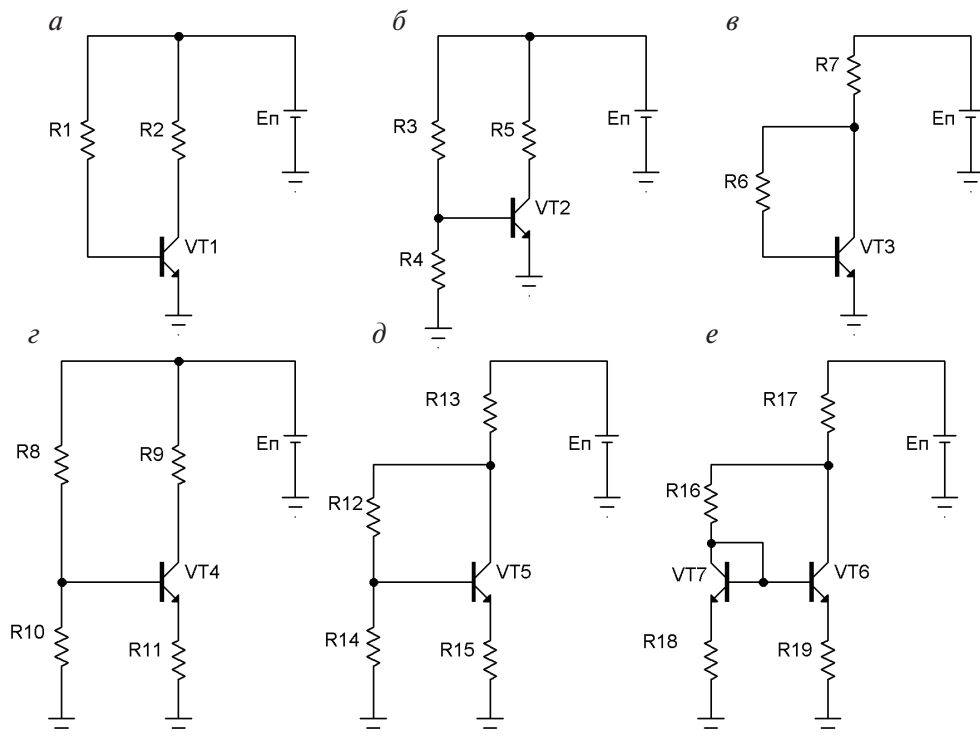 а
R1
R2
Eп
VT1
б
R3
R5
Eп
VT2
R4
в
R7
Eп
R6
VT3
г
R8
R9
Eп
VT4
R10
R11
д
R13
Eп
R12
VT5
R14
R15
е
R17
Eп
R16
VT7
VT6
R18
R19